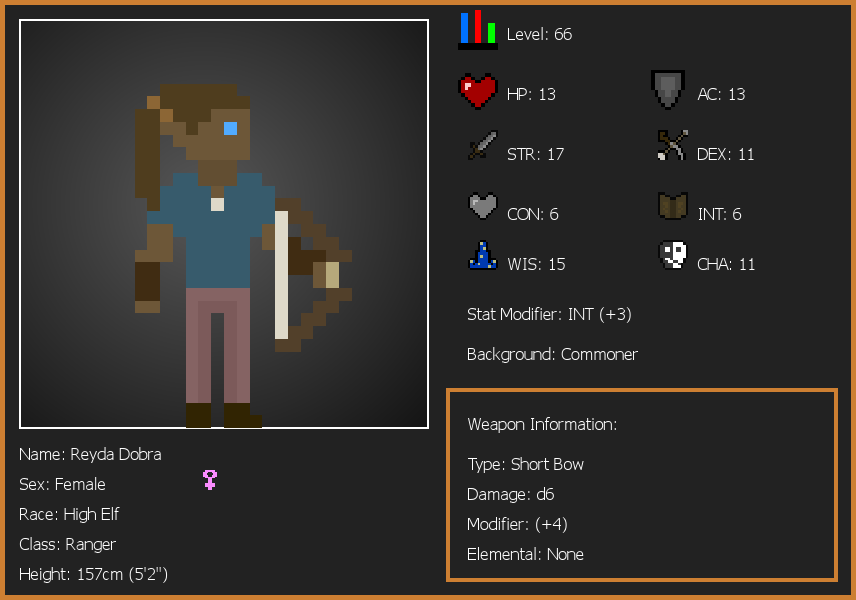 Level: 66
HP: 13
AC: 13
STR: 17
DEX: 11
CON: 6
INT: 6
WIS: 15
CHA: 11
Stat Modifier: INT (+3)
Background: Commoner
Weapon Information:
Type: Short Bow
Damage: d6
Modifier: (+4)
Elemental: None
Name: Reyda Dobra
Sex: Female
Race: High Elf
Class: Ranger
Height: 157cm (5'2")